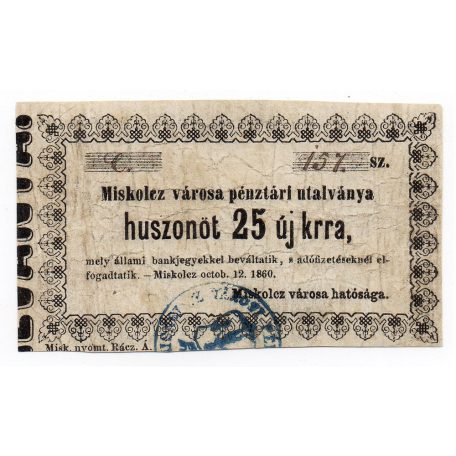 C. 157. SZ.
Miskolcz városa pénztári utalványa
huszonöt 25 új krra,
mely állami bankjegyekkel beváltatik, s adófizetéseknél el-
fogadtatik. – Miskolcz octob. 12. 1860.
Miskolcz városa hatósága.
Misk. nyomt. Rácz. Á.